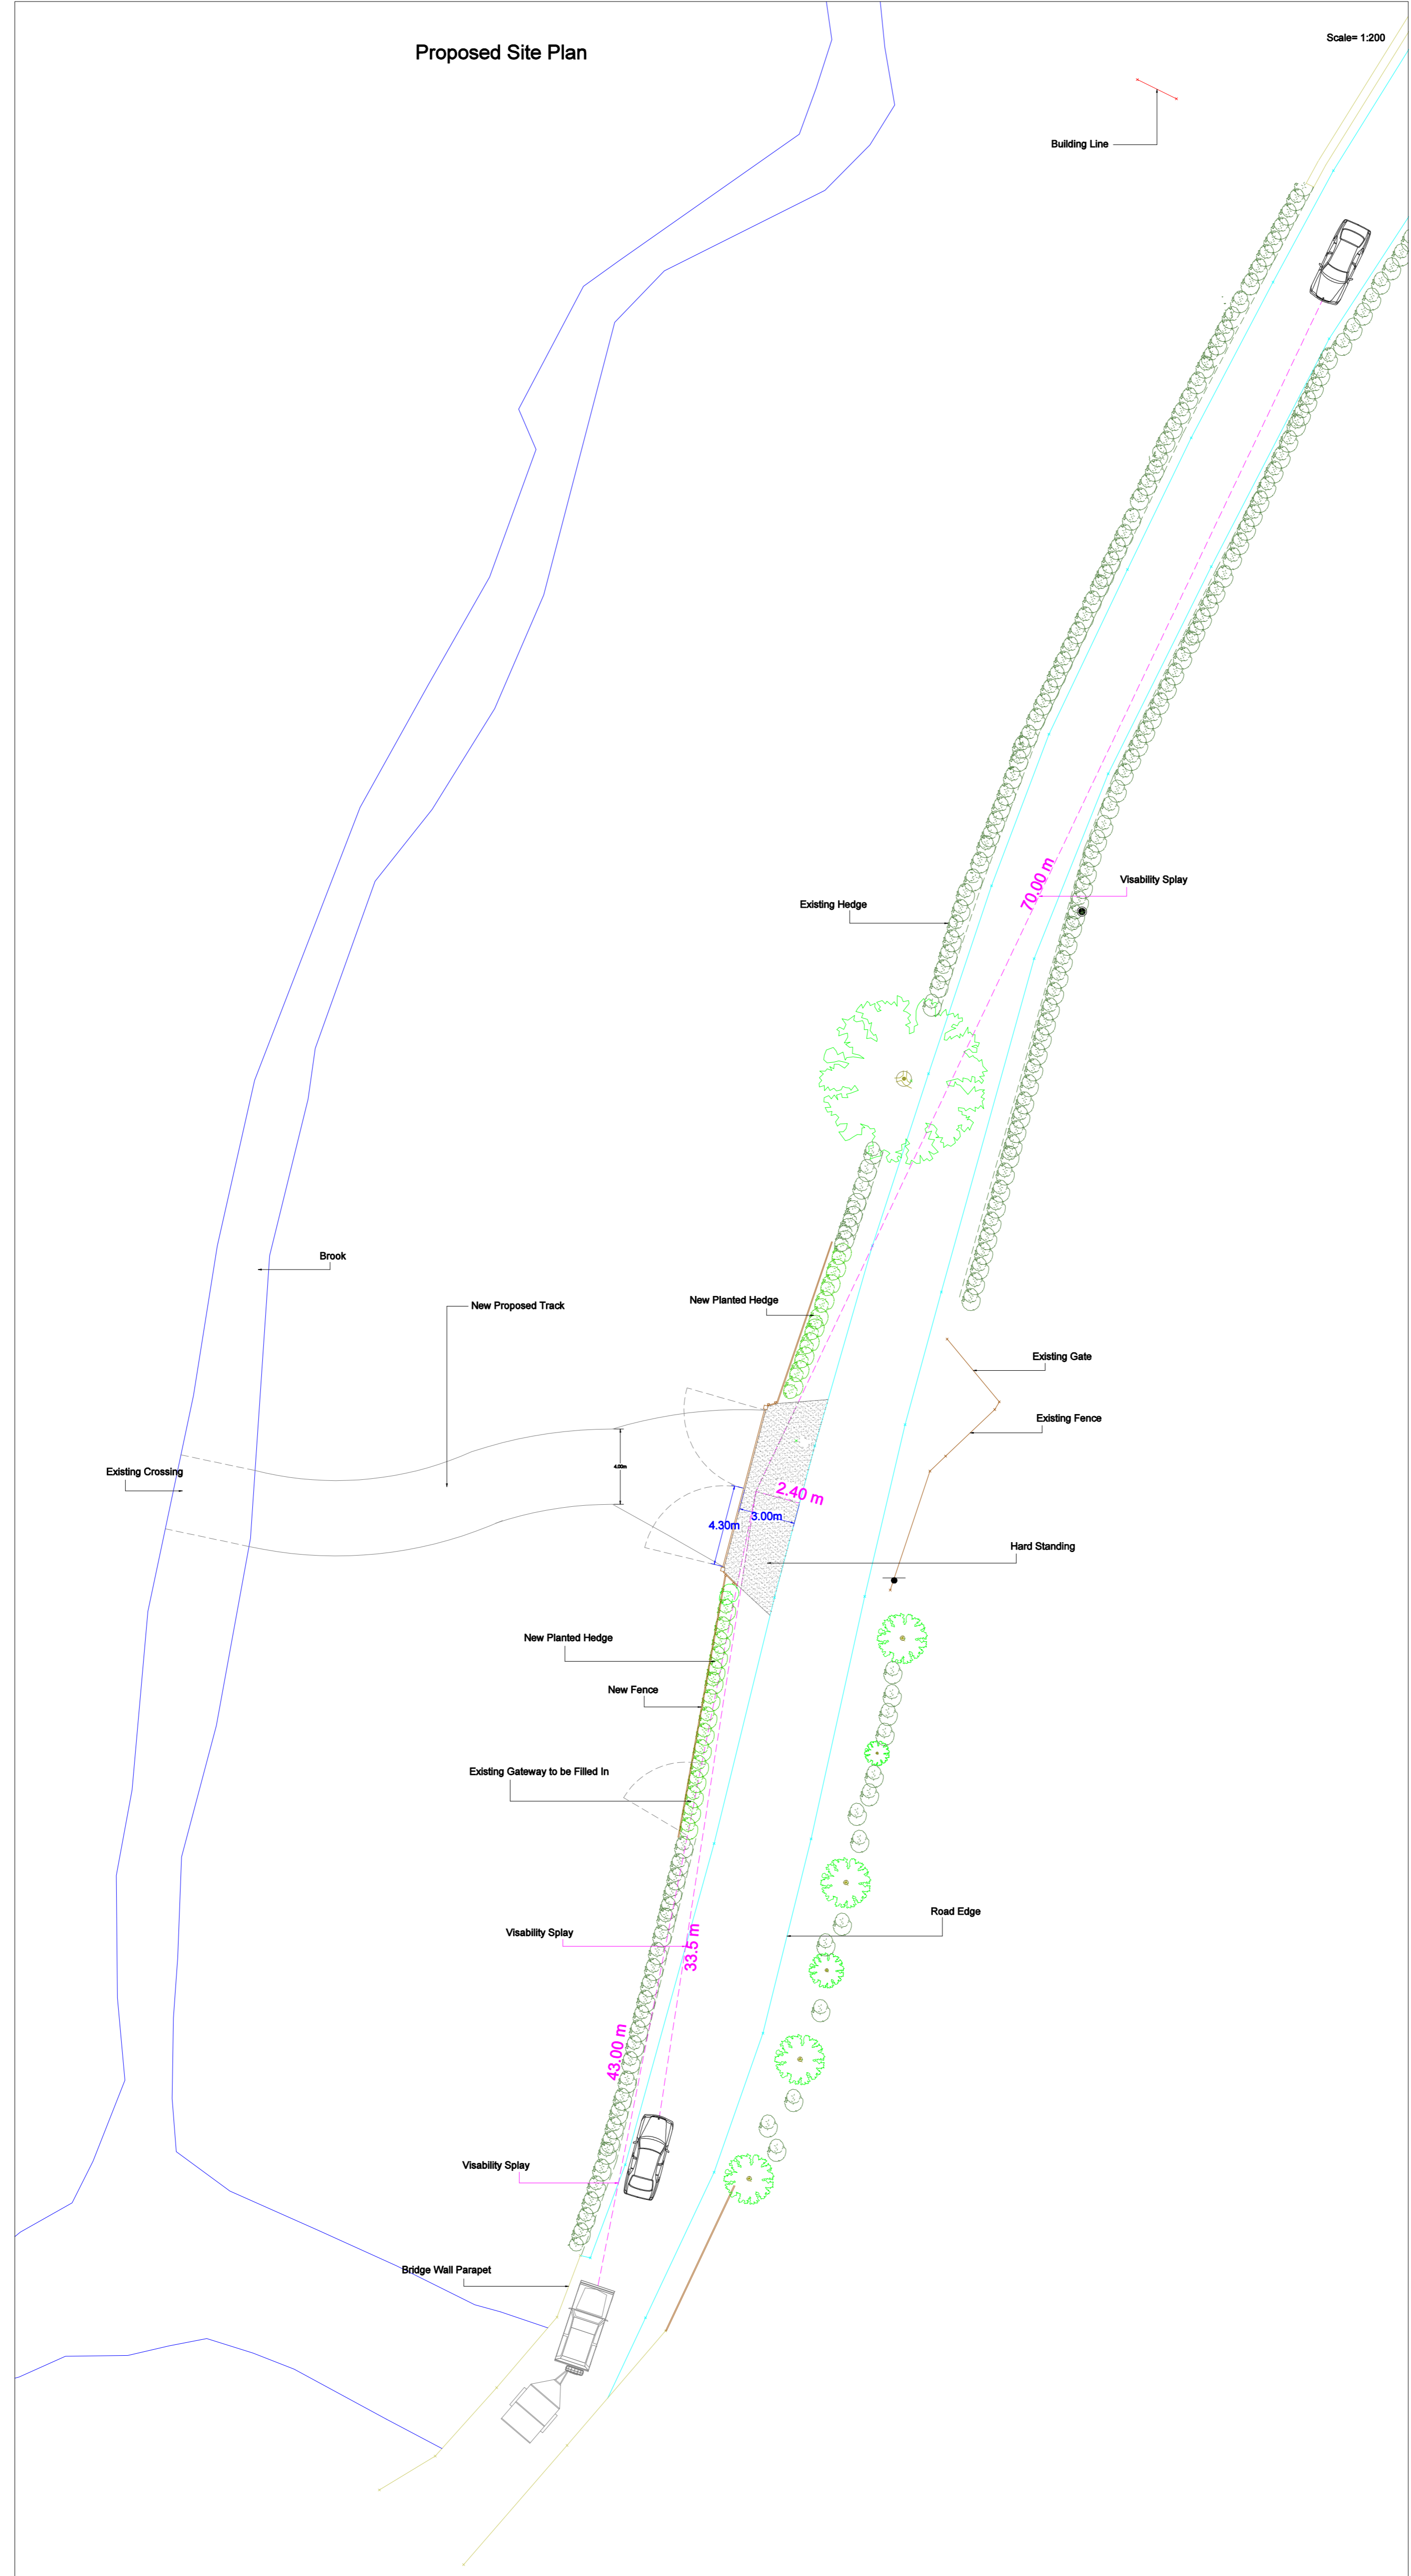 Proposed Site Plan
Scale= 1:200
Building Line
70.00 m
Visability Splay
Existing Hedge
Brook
New Proposed Track
New Planted Hedge
Existing Gate
Existing Fence
Existing Crossing
4.00m
2.40 m
3.00m
4.30m
Hard Standing
New Planted Hedge
New Fence
Existing Gateway to be Filled In
Road Edge
Visability Splay
33.5 m
43.00 m
Visability Splay
Bridge Wall Parapet